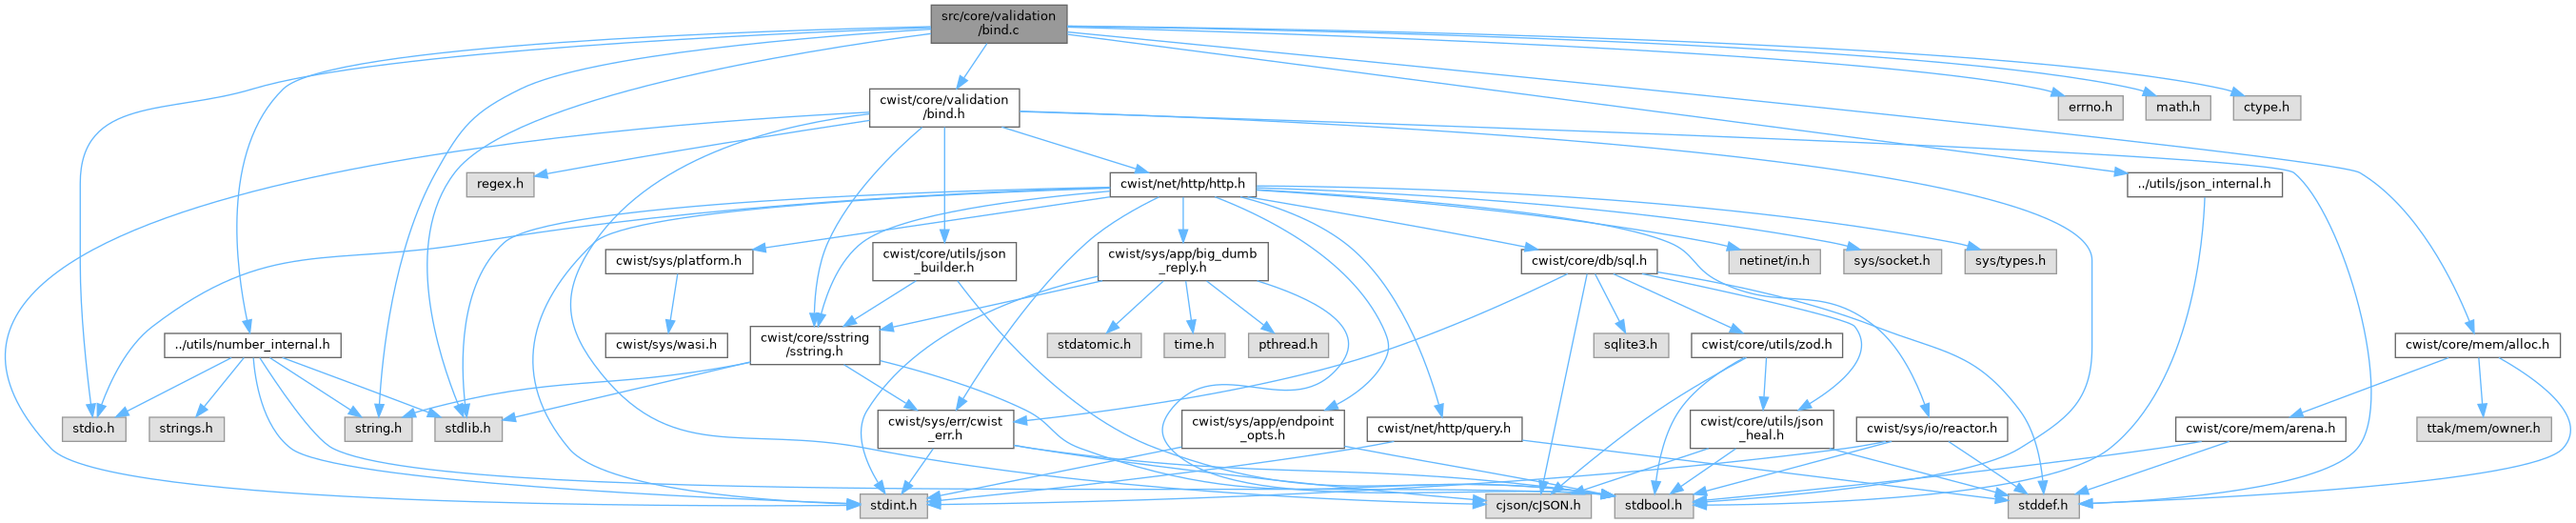 src/core/validation
/bind.c
cwist/core/validation
/bind.h
errno.h
math.h
ctype.h
regex.h
cwist/net/http/http.h
../utils/json_internal.h
cwist/sys/platform.h
cwist/core/utils/json
_builder.h
cwist/sys/app/big_dumb
_reply.h
cwist/core/db/sql.h
netinet/in.h
sys/socket.h
sys/types.h
../utils/number_internal.h
cwist/sys/wasi.h
cwist/core/sstring
/sstring.h
stdatomic.h
time.h
pthread.h
sqlite3.h
cwist/core/utils/zod.h
cwist/core/mem/alloc.h
stdio.h
strings.h
string.h
stdlib.h
cwist/sys/err/cwist
_err.h
cwist/sys/app/endpoint
_opts.h
cwist/net/http/query.h
cwist/core/utils/json
_heal.h
cwist/sys/io/reactor.h
cwist/core/mem/arena.h
ttak/mem/owner.h
stdint.h
cjson/cJSON.h
stdbool.h
stddef.h